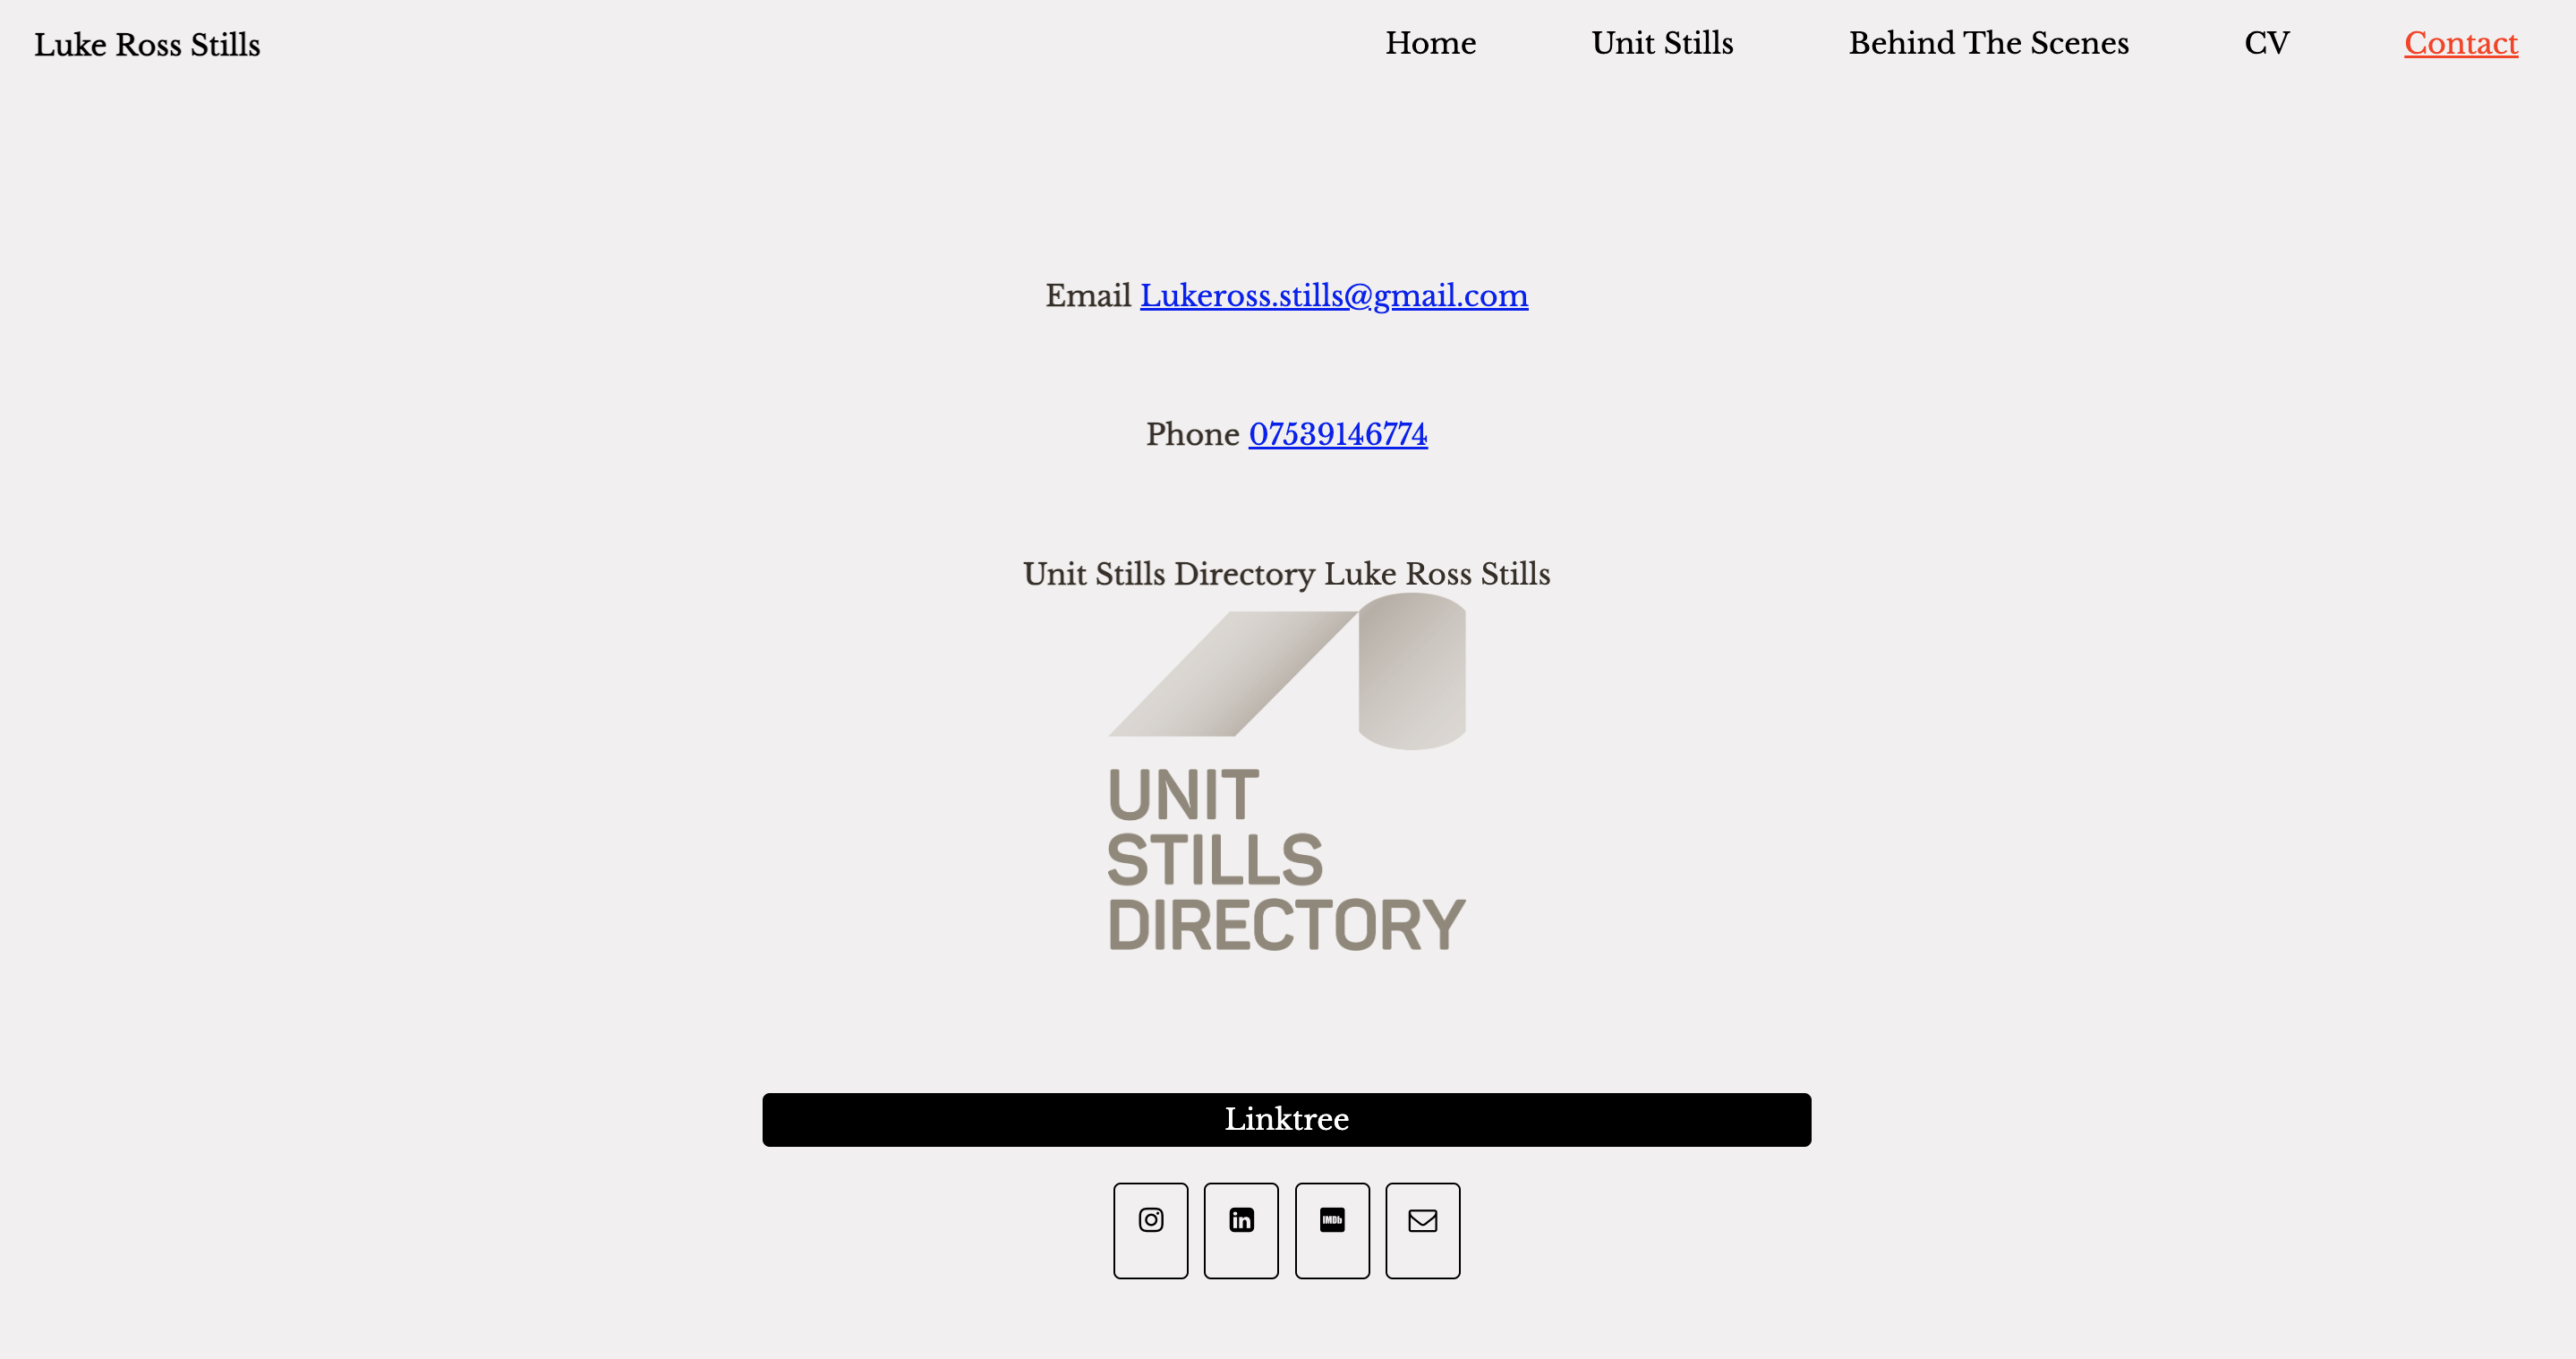 Luke Ross Stills
Home Unit Stills Behind The Scenes CV Contact
Email Lukeross.stills@gmail.com
Phone 07539146774
Unit Stills Directory Luke Ross Stills
UNIT
STILLS
DIRECTORY
Linktree
in IMDb